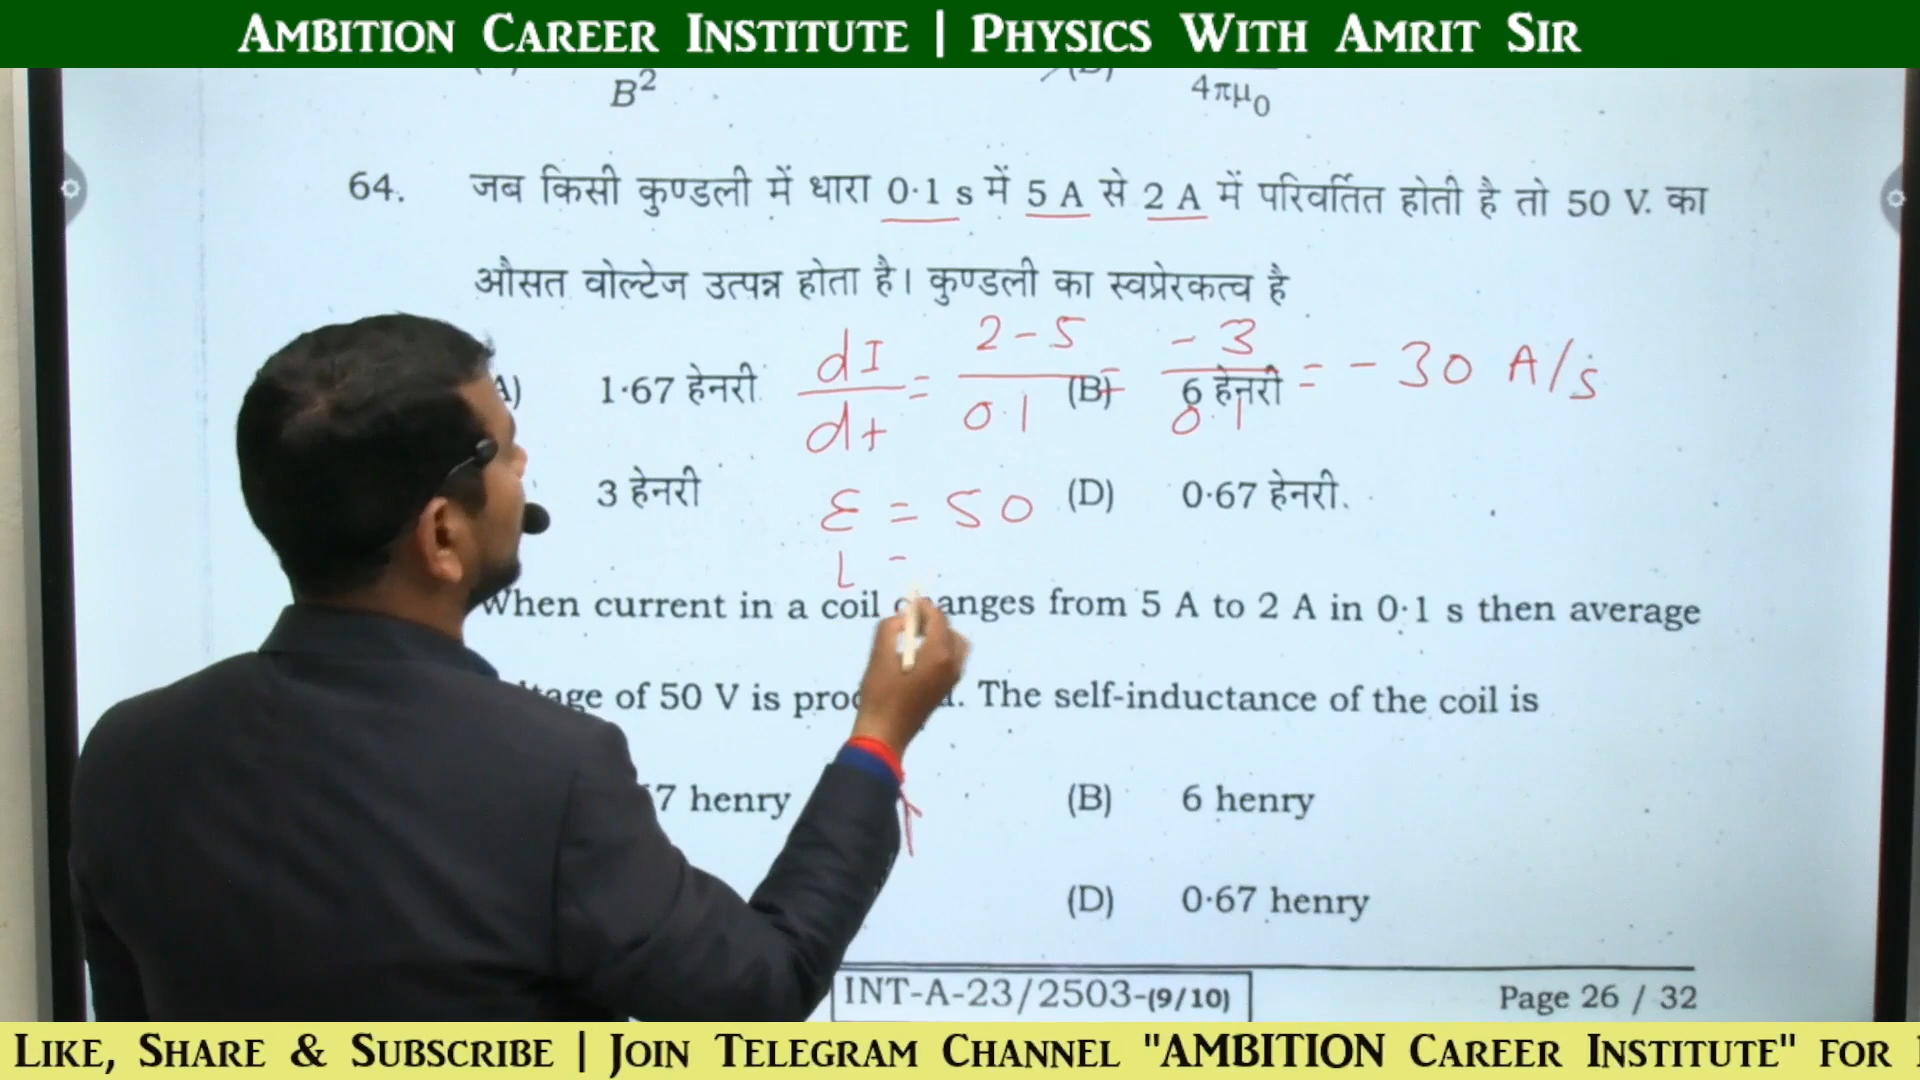 AMBITION CAREER INSTITUTE | PHYSICS WITH AMRIT SIR
B²
4πμ₀
64. जब किसी कुण्डली में धारा 0·1 s में 5 A से 2 A में परिवर्तित होती है तो 50 V. का
औसत वोल्टेज उत्पन्न होता है। कुण्डली का स्वप्रेरकत्व है
dI/dt = 2-5/0.1 = -3/0.1 = -30 A/s
A) 1·67 हेनरी (B) 6 हेनरी
3 हेनरी (D) 0·67 हेनरी.
ε = 50
L =
When current in a coil changes from 5 A to 2 A in 0·1 s then average
age of 50 V is prod. The self-inductance of the coil is
7 henry (B) 6 henry
(D) 0·67 henry
INT-A-23/2503-(9/10) Page 26 / 32
LIKE, SHARE & SUBSCRIBE | JOIN TELEGRAM CHANNEL "AMBITION CAREER INSTITUTE" FOR